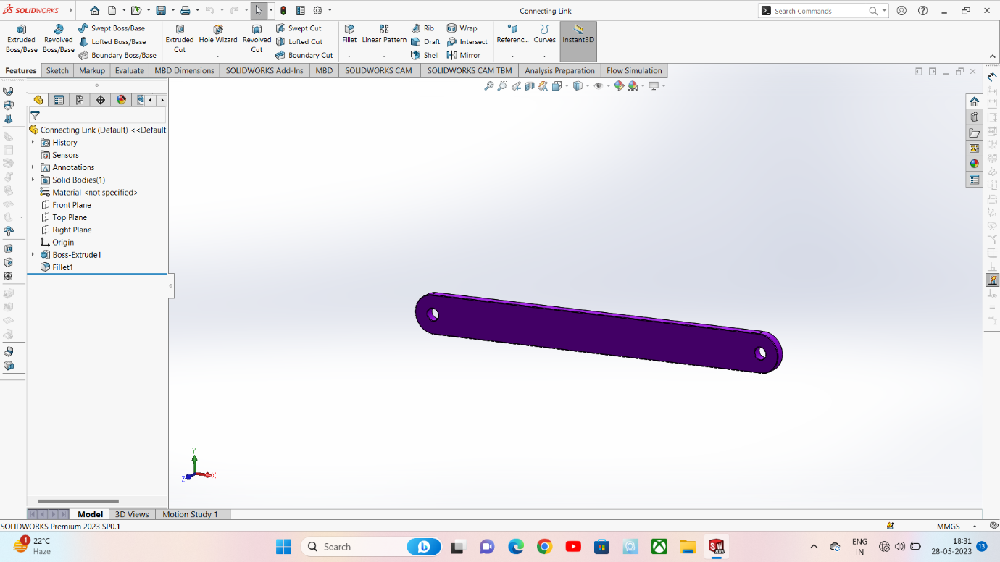 SOLIDWORKS
Connecting Link
Search Commands
Extruded Boss/Base
Revolved Boss/Base
Swept Boss/Base
Lofted Boss/Base
Boundary Boss/Base
Extruded Cut
Hole Wizard
Revolved Cut
Swept Cut
Lofted Cut
Boundary Cut
Fillet
Linear Pattern
Rib
Draft
Shell
Wrap
Intersect
Mirror
Referenc...
Curves
Instant3D
Features
Sketch
Markup
Evaluate
MBD Dimensions
SOLIDWORKS Add-Ins
MBD
SOLIDWORKS CAM
SOLIDWORKS CAM TBM
Analysis Preparation
Flow Simulation
Connecting Link (Default) <<Default
History
Sensors
Annotations
Solid Bodies(1)
Material <not specified>
Front Plane
Top Plane
Right Plane
Origin
Boss-Extrude1
Fillet1
Y
Z
X
Model
3D Views
Motion Study 1
SOLIDWORKS Premium 2023 SP0.1
MMGS
1
22°C
Haze
Search
SW
2023
ENG
IN
18:31
28-05-2023
13